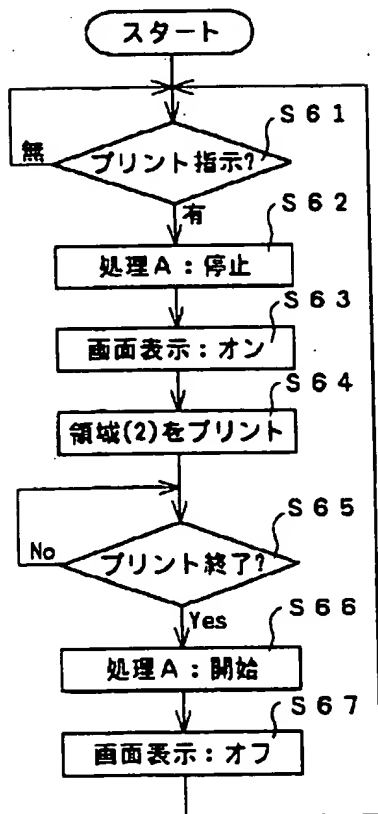 スタート
S61
プリント指示?
無
有
S62
処理A:停止
S63
画面表示:オン
S64
領域(2)をプリント
S65
プリント終了?
No
Yes
S66
処理A:開始
S67
画面表示:オフ